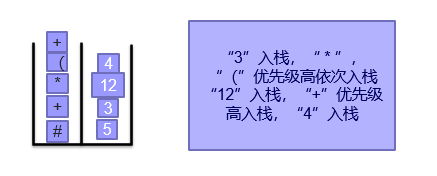 +
(
*
+
#
4
12
3
5
“3”入栈，“ * ”，
“（”优先级高依次入栈
“12”入栈，“+”优先级
高入栈，“4”入栈